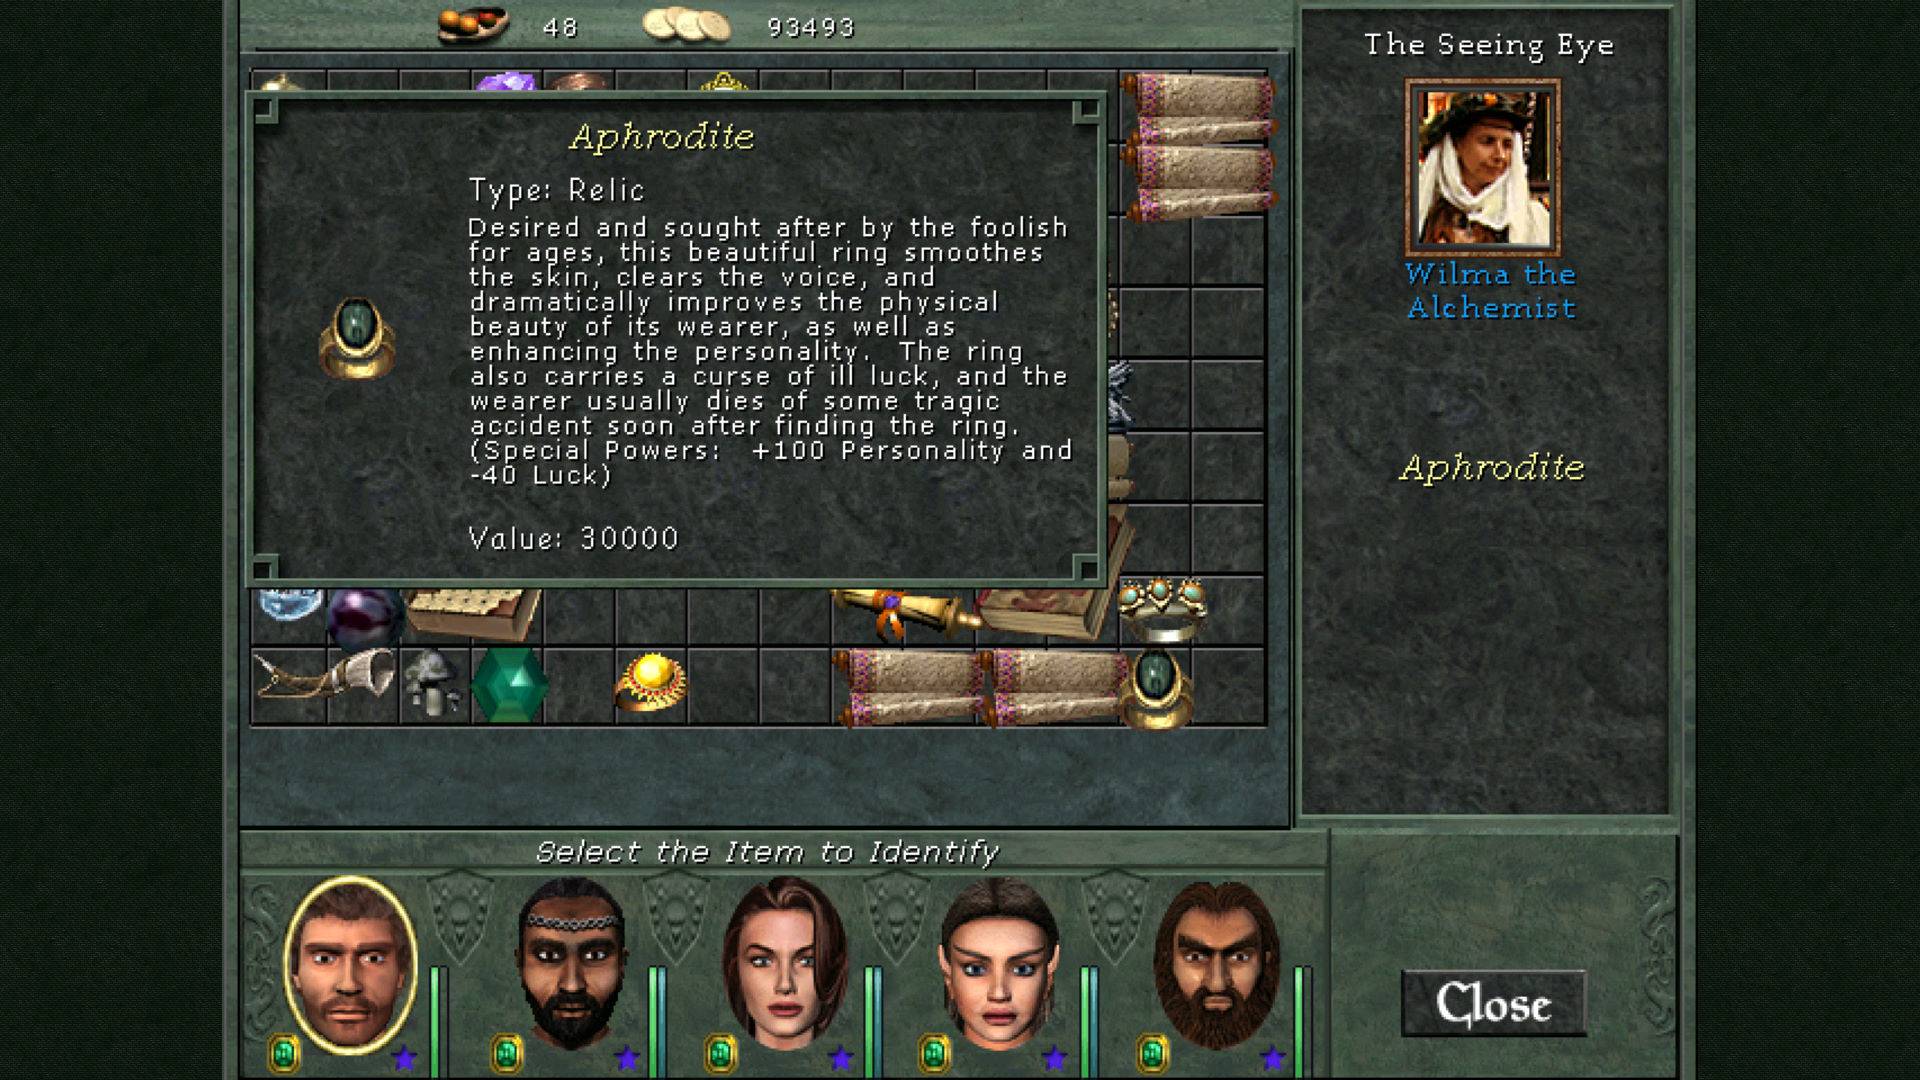 48 93493
The Seeing Eye
Aphrodite
Type: Relic
Desired and sought after by the foolish
for ages, this beautiful ring smoothes
the skin, clears the voice, and
dramatically improves the physical
beauty of its wearer, as well as
enhancing the personality. The ring
also carries a curse of ill luck, and the
wearer usually dies of some tragic
accident soon after finding the ring.
(Special Powers: +100 Personality and
-40 Luck)
Value: 30000
Wilma the
Alchemist
Aphrodite
Select the Item to Identify
Close